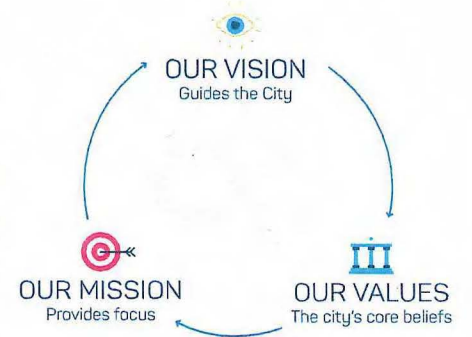 OUR VISION
Guides the City
OUR MISSION
Provides focus
OUR VALUES
The city's core beliefs